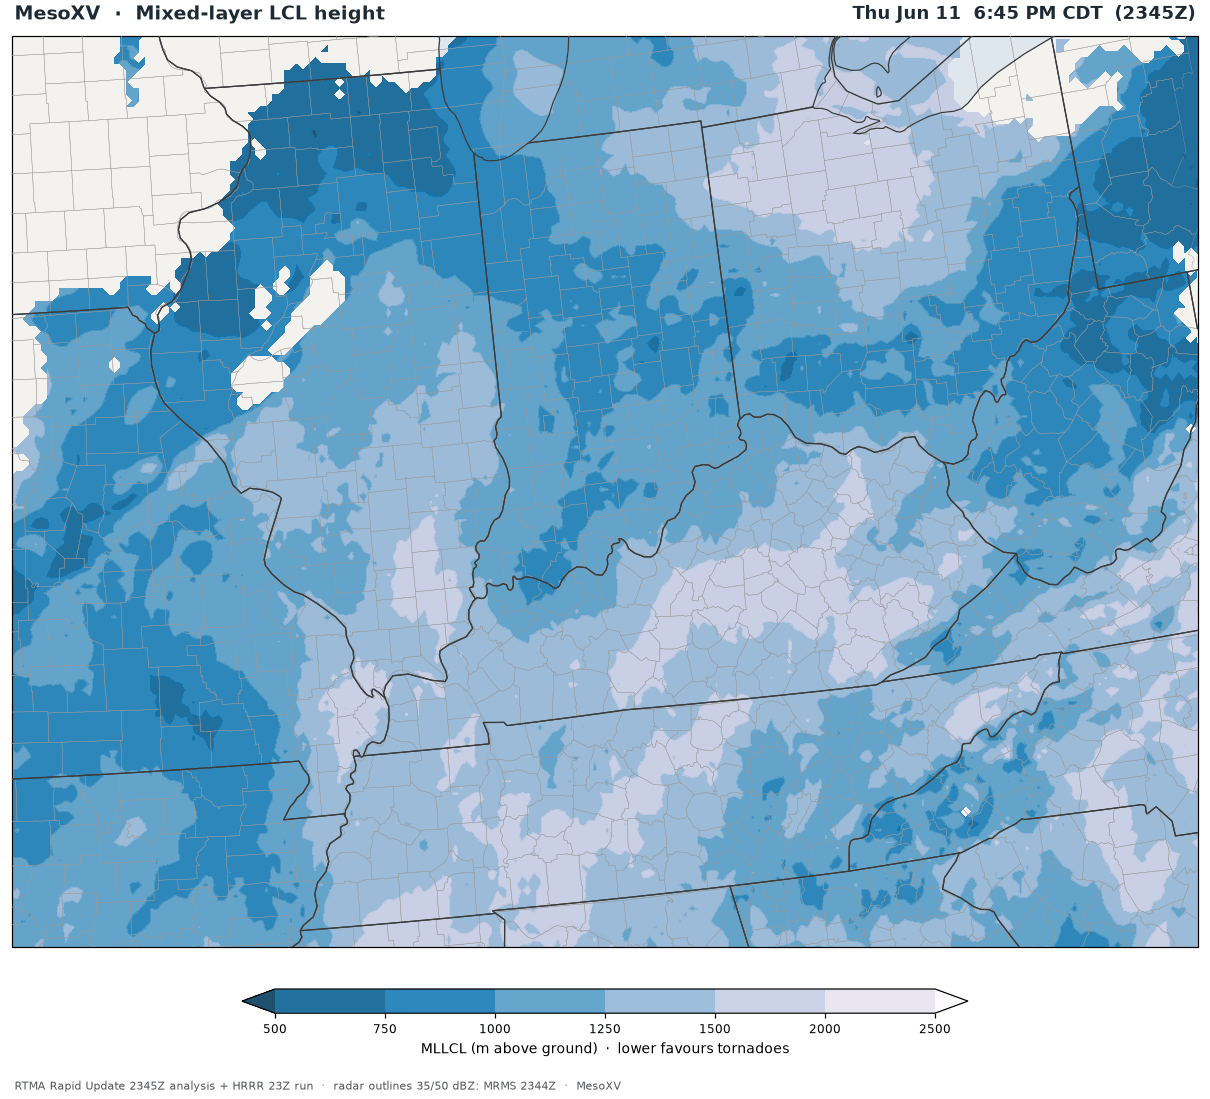 MesoXV · Mixed-layer LCL height
Thu Jun 11 6:45 PM CDT (2345Z)
500 750 1000 1250 1500 2000 2500
MLLCL (m above ground) · lower favours tornadoes
RTMA Rapid Update 2345Z analysis + HRRR 23Z run · radar outlines 35/50 dBZ: MRMS 2344Z · MesoXV